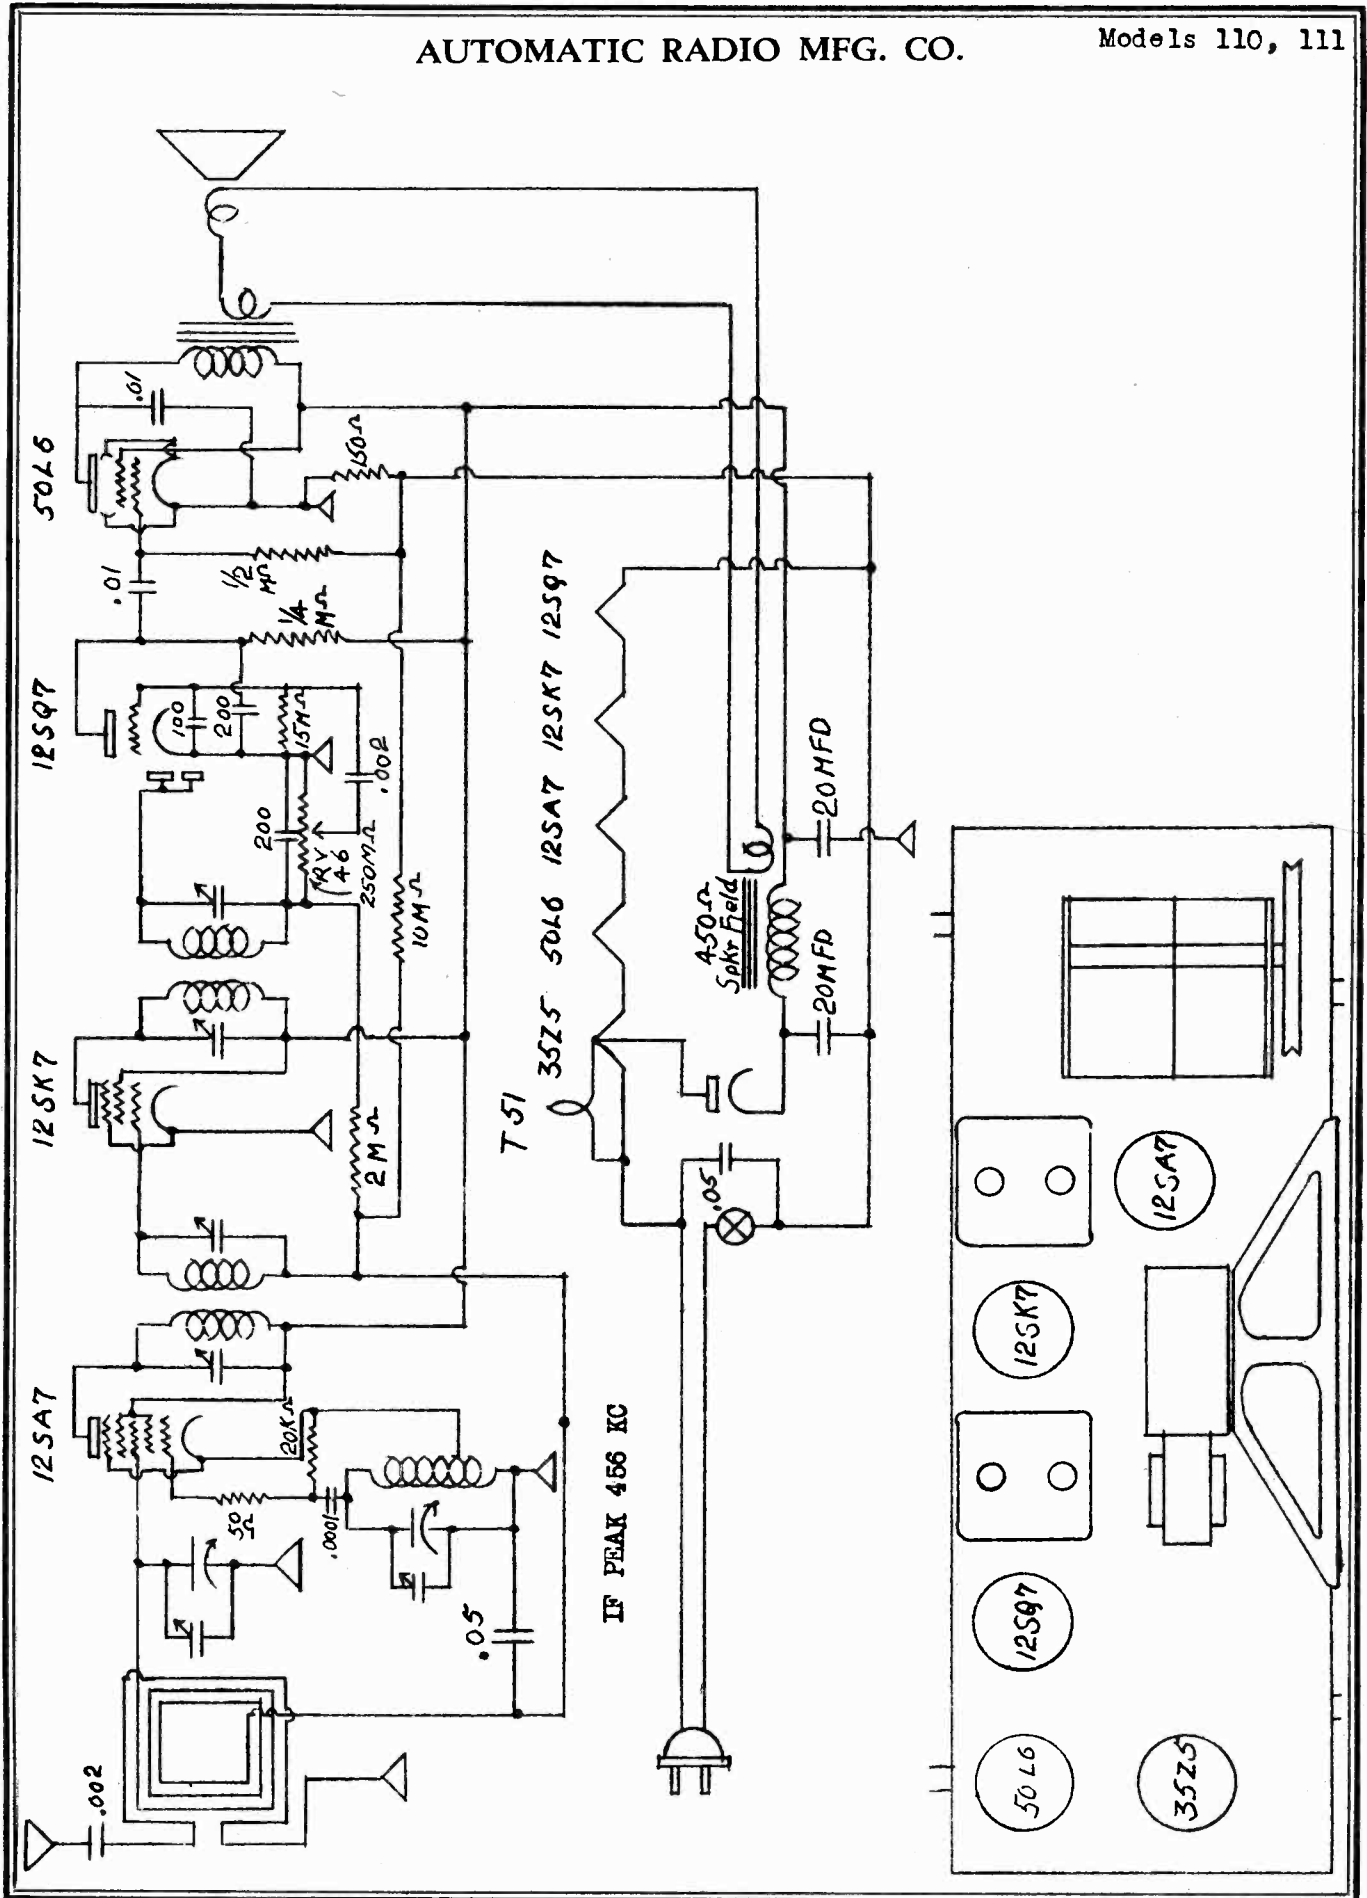 AUTOMATIC RADIO MFG. CO.
Models 110, 111
12SA7
12SK7
12SQ7
50L6
.002
.01
.01
50
Ω
20KΩ
.0001
.05
2MΩ
10MΩ
200
RV
46
250MΩ
.002
15MΩ
100
200
1/4
MΩ
1/2
MΩ
150Ω
IF PEAK 456 KC
T51
35Z5 50L6 12SA7 12SK7 12SQ7
.05
450Ω
Spkr Field
20MFD
20MFD
50L6
12SQ7
12SK7
35Z5
12SA7